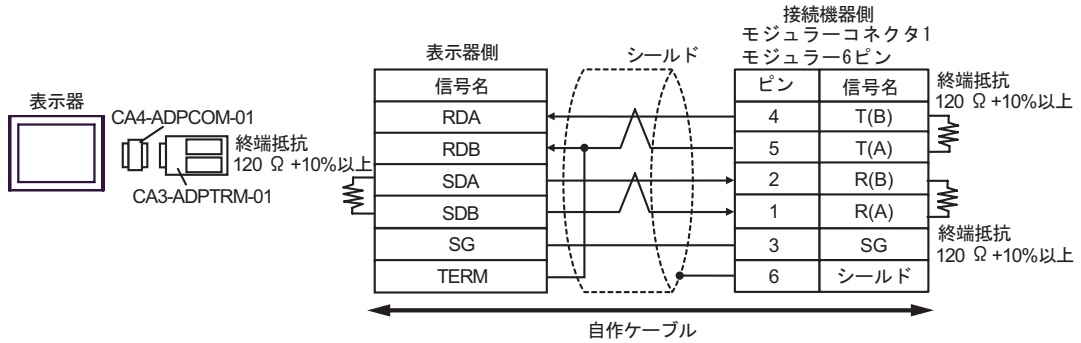 接続機器側
モジュラーコネクタ1
モジュラー6ピン
表示器側
シールド
信号名
ピン 信号名
終端抵抗
120 Ω +10%以上
表示器
CA4-ADPCOM-01
終端抵抗
120 Ω +10%以上
CA3-ADPTRM-01
RDA 4 T(B)
RDB 5 T(A)
SDA 2 R(B)
SDB 1 R(A)
SG 3 SG
TERM 6 シールド
終端抵抗
120 Ω +10%以上
自作ケーブル